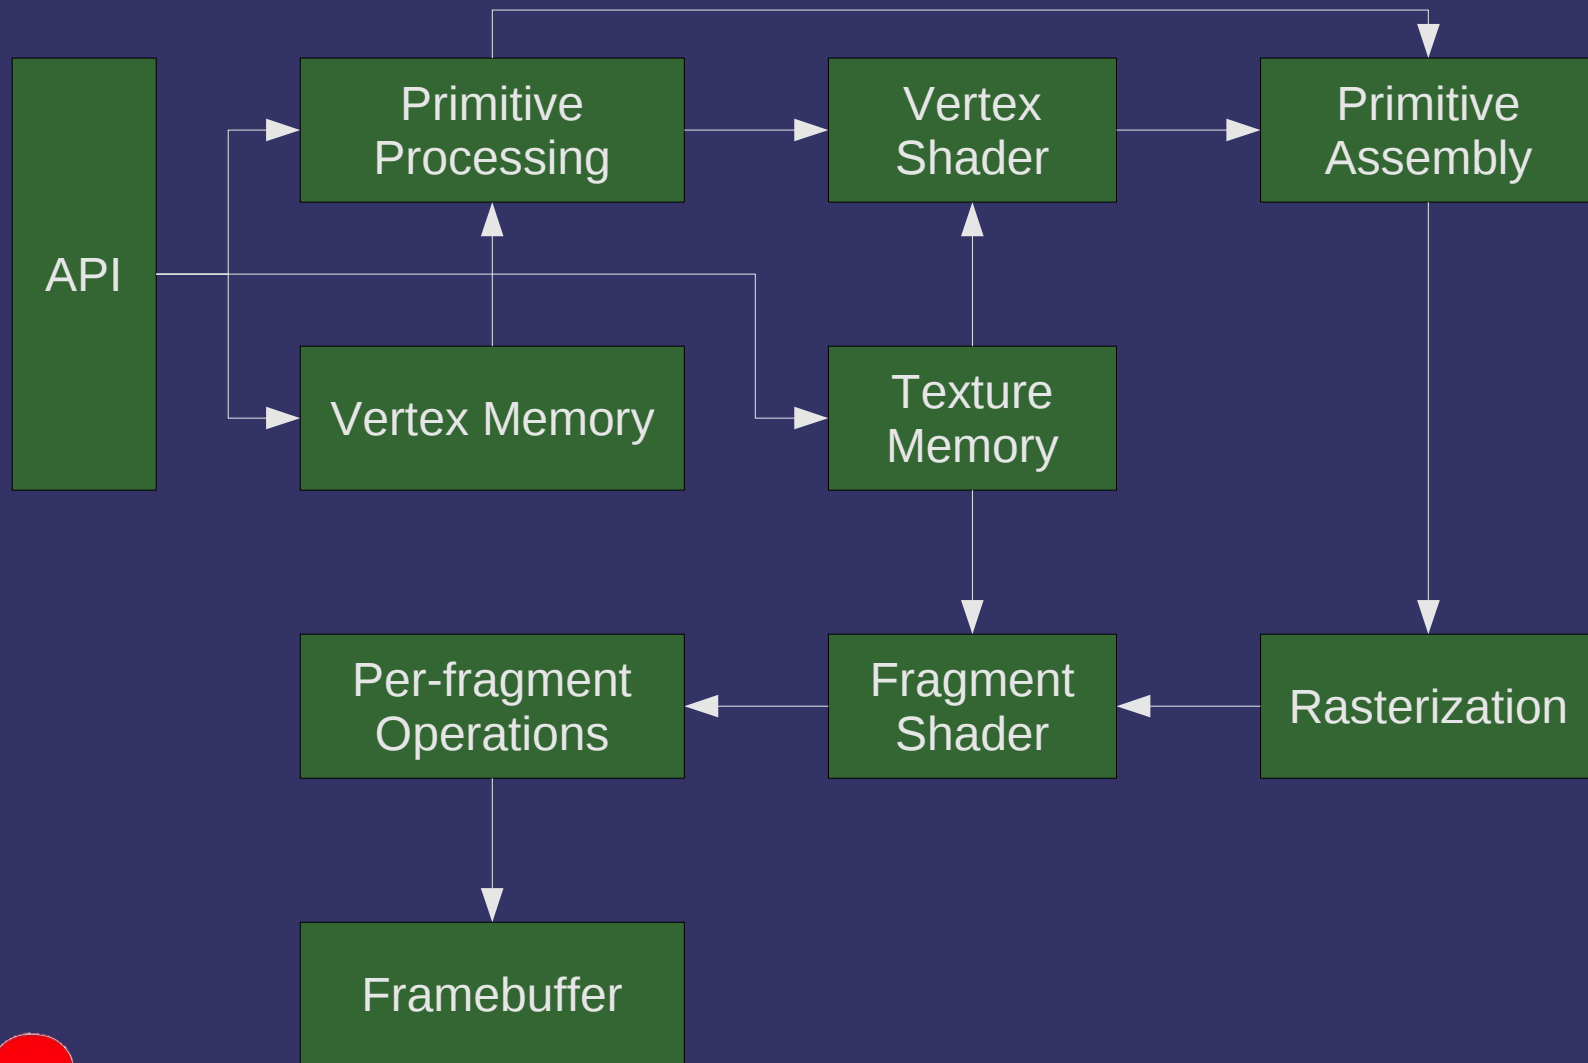 Primitive
Processing
Vertex
Shader
Primitive
Assembly
API
Vertex Memory
Texture
Memory
Per-fragment
Operations
Fragment
Shader
Rasterization
Framebuffer